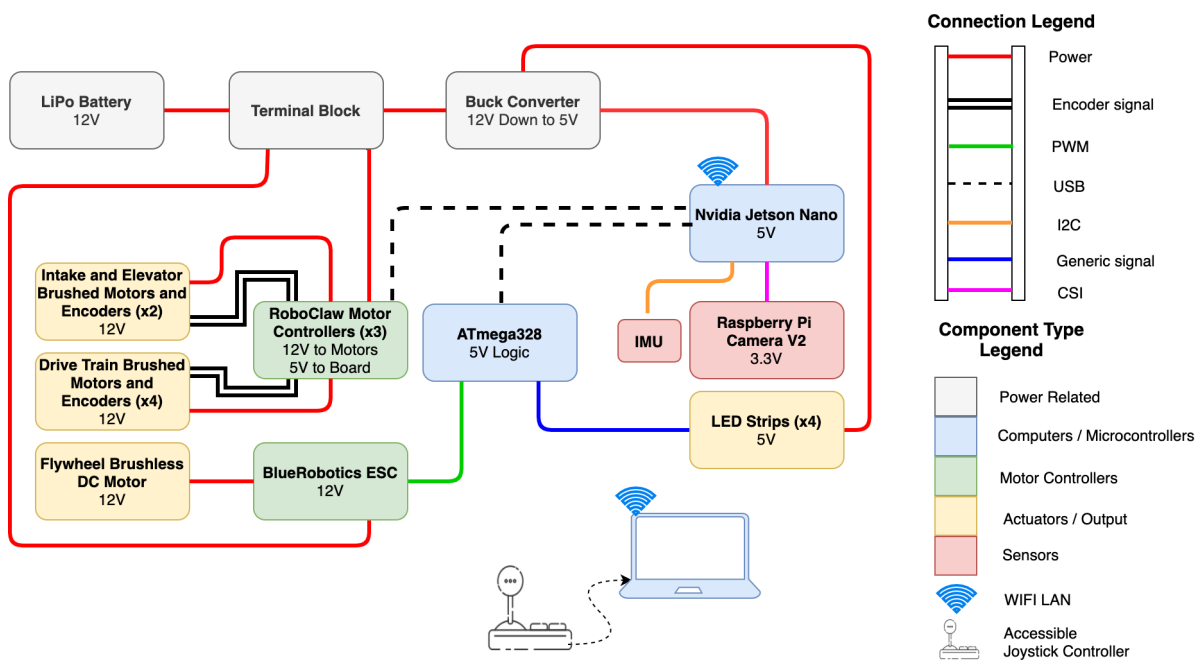 Connection Legend
Power
Encoder signal
PWM
USB
I2C
Generic signal
CSI
LiPo Battery
12V
Terminal Block
Buck Converter
12V Down to 5V
Nvidia Jetson Nano
5V
Intake and Elevator
Brushed Motors and
Encoders (x2)
12V
RoboClaw Motor
Controllers (x3)
12V to Motors
5V to Board
ATmega328
5V Logic
IMU
Raspberry Pi
Camera V2
3.3V
Drive Train Brushed
Motors and
Encoders (x4)
12V
LED Strips (x4)
5V
Flywheel Brushless
DC Motor
12V
BlueRobotics ESC
12V
Component Type
Legend
Power Related
Computers / Microcontrollers
Motor Controllers
Actuators / Output
Sensors
WIFI LAN
Accessible
Joystick Controller